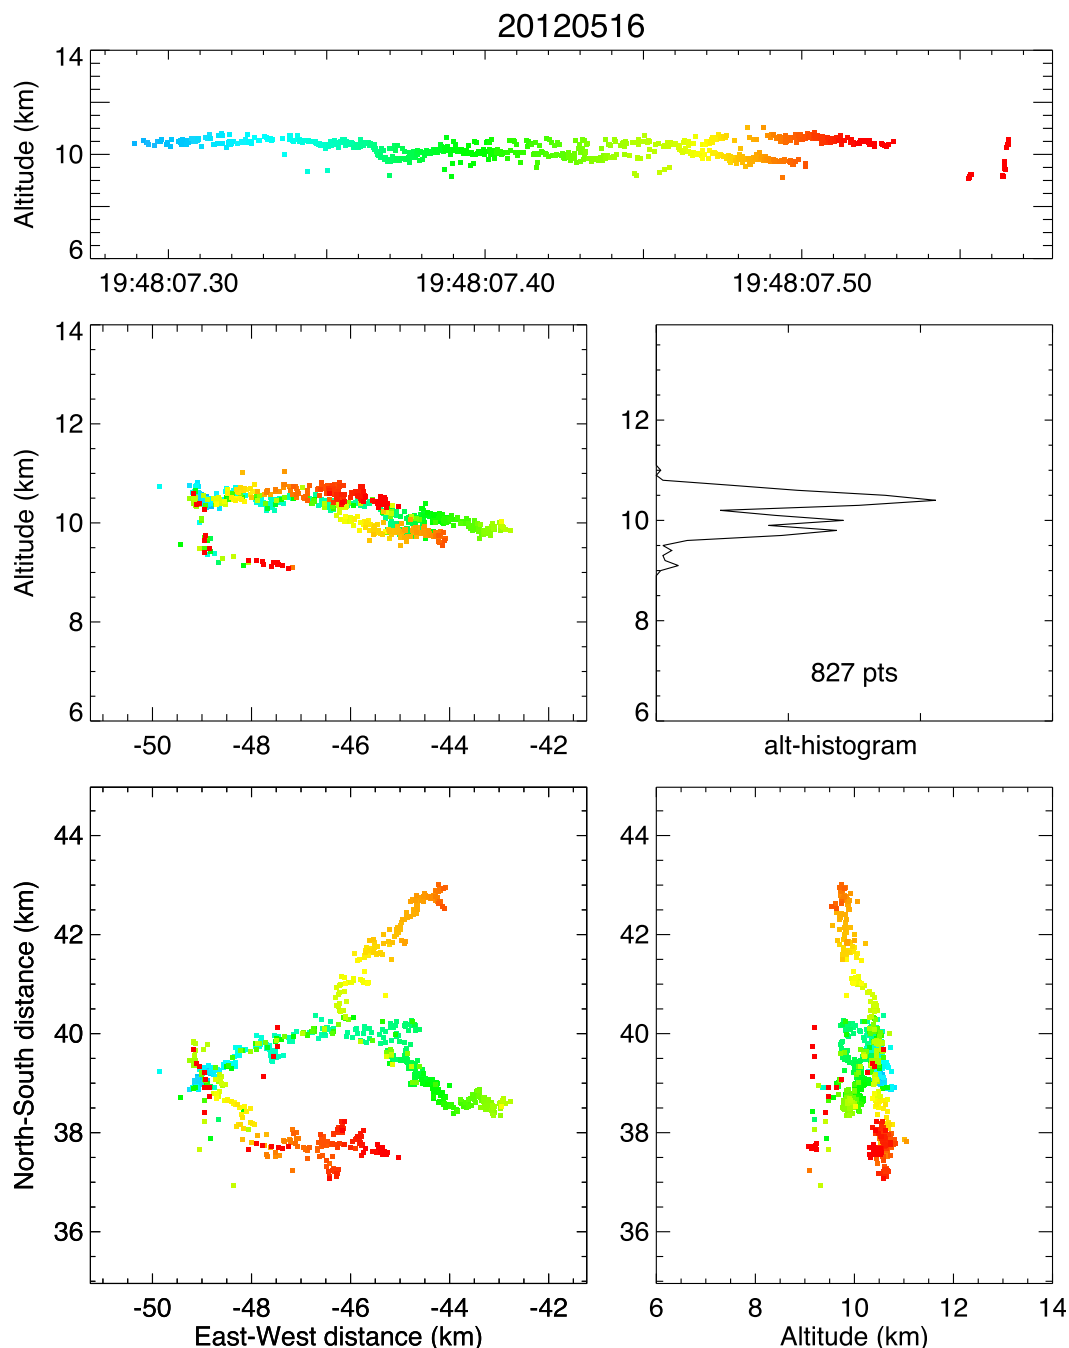 20120516
14
10
6
Altitude (km)
19:48:07.30 19:48:07.40 19:48:07.50
14
12
10
8
6
Altitude (km)
-50 -48 -46 -44 -42
12
10
8
6
827 pts
alt-histogram
44
42
40
38
36
North-South distance (km)
-50 -48 -46 -44 -42
East-West distance (km)
44
42
40
38
36
6 8 10 12 14
Altitude (km)